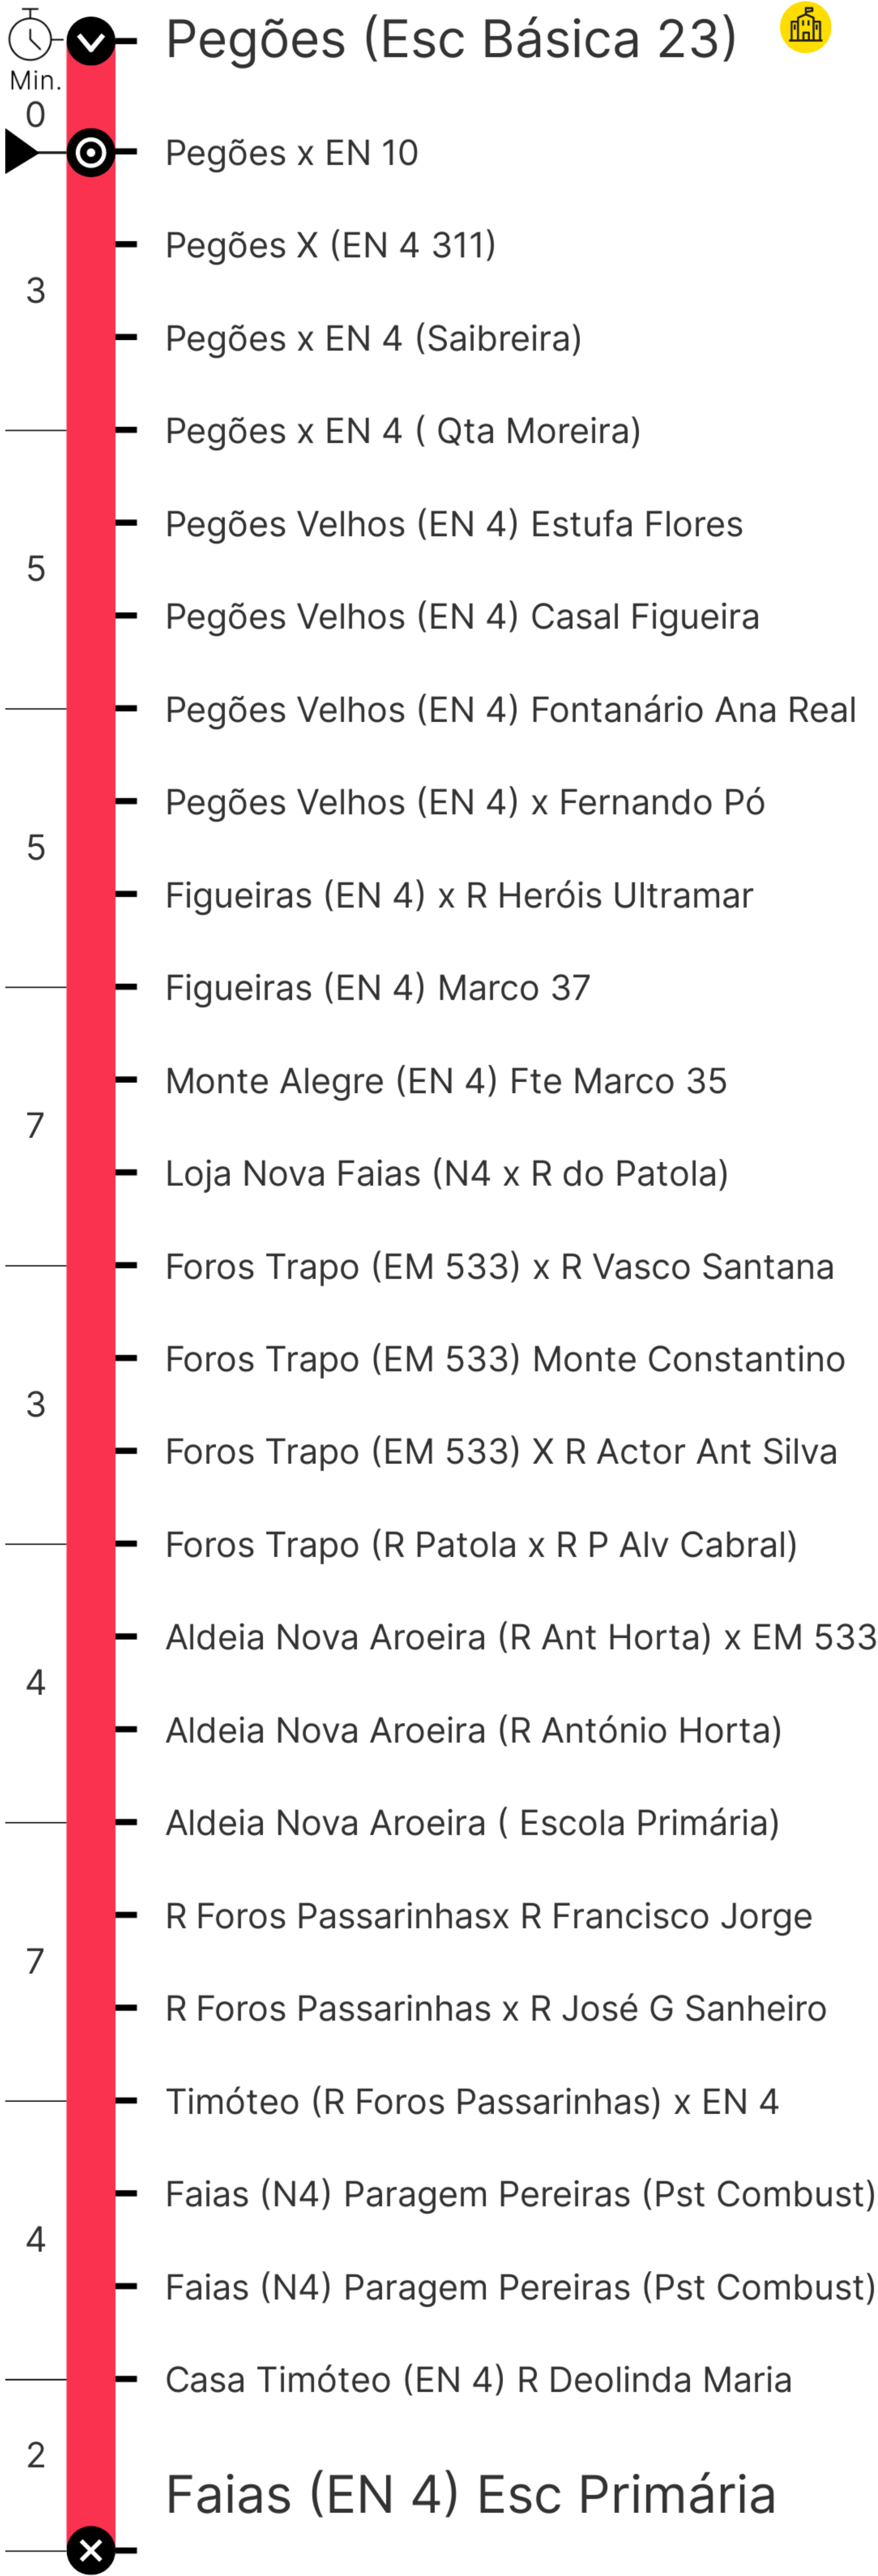 Pegões (Esc Básica 23)
Min.
0
Pegões x EN 10
Pegões X (EN 4 311)
3
Pegões x EN 4 (Saibreira)
Pegões x EN 4 ( Qta Moreira)
Pegões Velhos (EN 4) Estufa Flores
5
Pegões Velhos (EN 4) Casal Figueira
Pegões Velhos (EN 4) Fontanário Ana Real
Pegões Velhos (EN 4) x Fernando Pó
5
Figueiras (EN 4) x R Heróis Ultramar
Figueiras (EN 4) Marco 37
Monte Alegre (EN 4) Fte Marco 35
7
Loja Nova Faias (N4 x R do Patola)
Foros Trapo (EM 533) x R Vasco Santana
Foros Trapo (EM 533) Monte Constantino
3
Foros Trapo (EM 533) X R Actor Ant Silva
Foros Trapo (R Patola x R P Alv Cabral)
Aldeia Nova Aroeira (R Ant Horta) x EM 533
4
Aldeia Nova Aroeira (R António Horta)
Aldeia Nova Aroeira ( Escola Primária)
R Foros Passarinhasx R Francisco Jorge
7
R Foros Passarinhas x R José G Sanheiro
Timóteo (R Foros Passarinhas) x EN 4
Faias (N4) Paragem Pereiras (Pst Combust)
4
Faias (N4) Paragem Pereiras (Pst Combust)
Casa Timóteo (EN 4) R Deolinda Maria
2
Faias (EN 4) Esc Primária